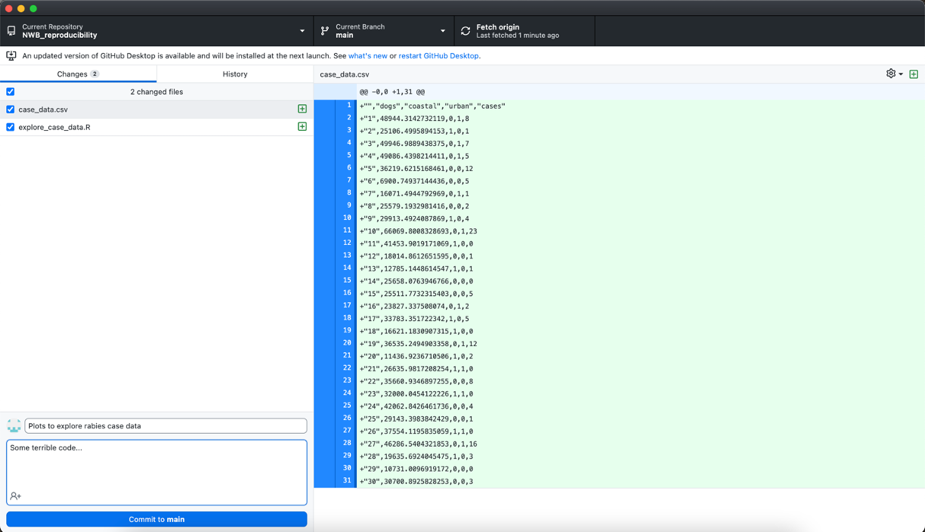 Current Repository
NWB_reproducibility
Current Branch
main
Fetch origin
Last fetched 1 minute ago
An updated version of GitHub Desktop is available and will be installed at the next launch. See what's new or restart GitHub Desktop.
Changes 2
History
2 changed files
case_data.csv
explore_case_data.R
Plots to explore rabies case data
Some terrible code...
Commit to main
case_data.csv
@@ -0,0 +1,31 @@
1 +"","dogs","coastal","urban","cases"
2 +"1",48944.3142732119,0,1,8
3 +"2",25106.4995894153,1,0,1
4 +"3",49946.9889438375,0,1,7
5 +"4",49086.4398214411,0,1,5
6 +"5",36219.6215168461,0,0,12
7 +"6",6900.74937144436,0,0,5
8 +"7",16071.4944792969,0,1,1
9 +"8",25579.1932981416,0,0,2
10 +"9",29913.4924087869,1,0,4
11 +"10",66069.8008328693,0,1,23
12 +"11",41453.9019171069,1,0,0
13 +"12",18014.8612651595,0,0,1
14 +"13",12785.1448614547,1,0,1
15 +"14",25658.0763946766,0,0,0
16 +"15",25511.7732315403,0,0,5
17 +"16",23827.337508074,0,1,2
18 +"17",33783.351722342,1,0,5
19 +"18",16621.1830907315,1,0,0
20 +"19",36535.2494903358,0,1,12
21 +"20",11436.9236710506,1,0,2
22 +"21",26635.9817208254,1,1,0
23 +"22",35660.9346897255,0,0,8
24 +"23",32000.0454122226,1,1,0
25 +"24",42062.8426461736,0,0,4
26 +"25",29143.3983842429,0,0,1
27 +"26",37554.1195835059,1,1,0
28 +"27",46286.5404321853,0,1,16
29 +"28",19635.6924045475,1,0,3
30 +"29",10731.0096919172,0,0,0
31 +"30",30700.8925828253,0,0,3